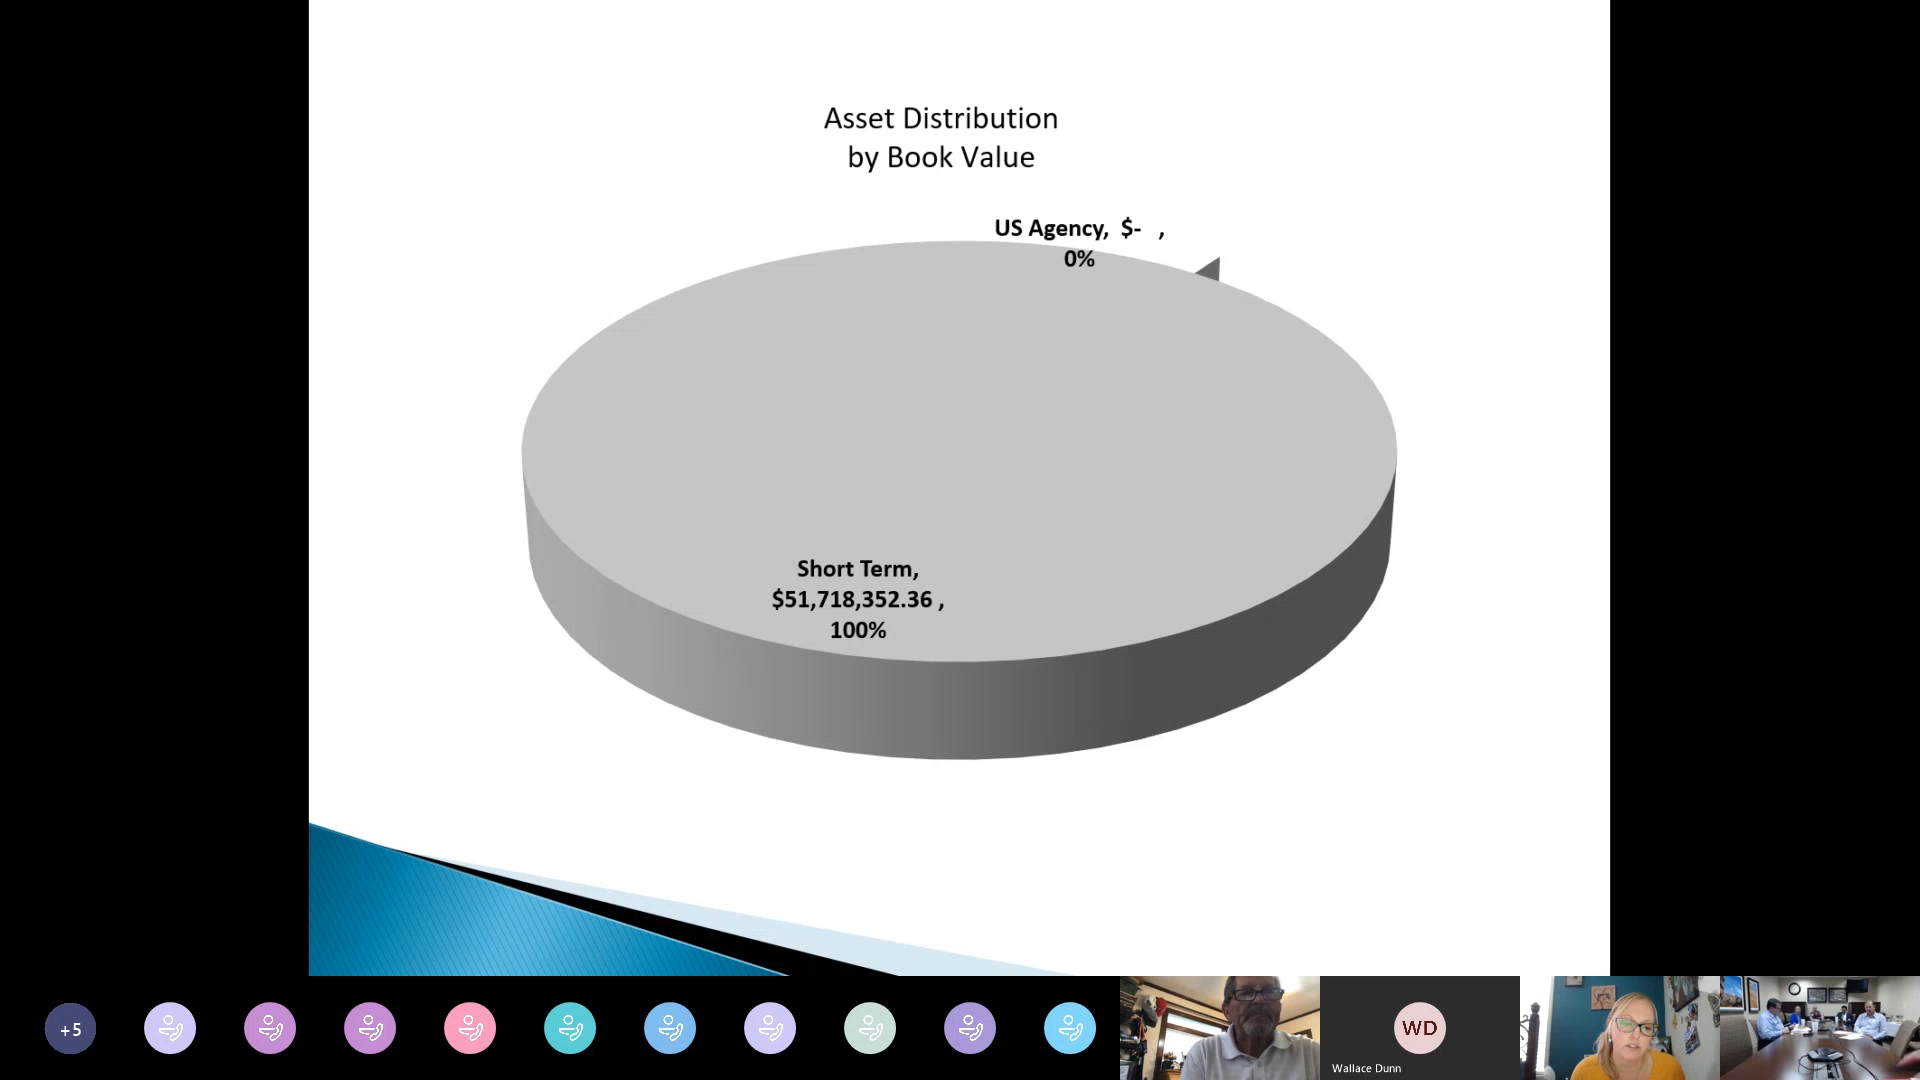 Asset Distribution
by Book Value
US Agency, $- ,
0%
Short Term,
$51,718,352.36 ,
100%
+5
WD
Wallace Dunn